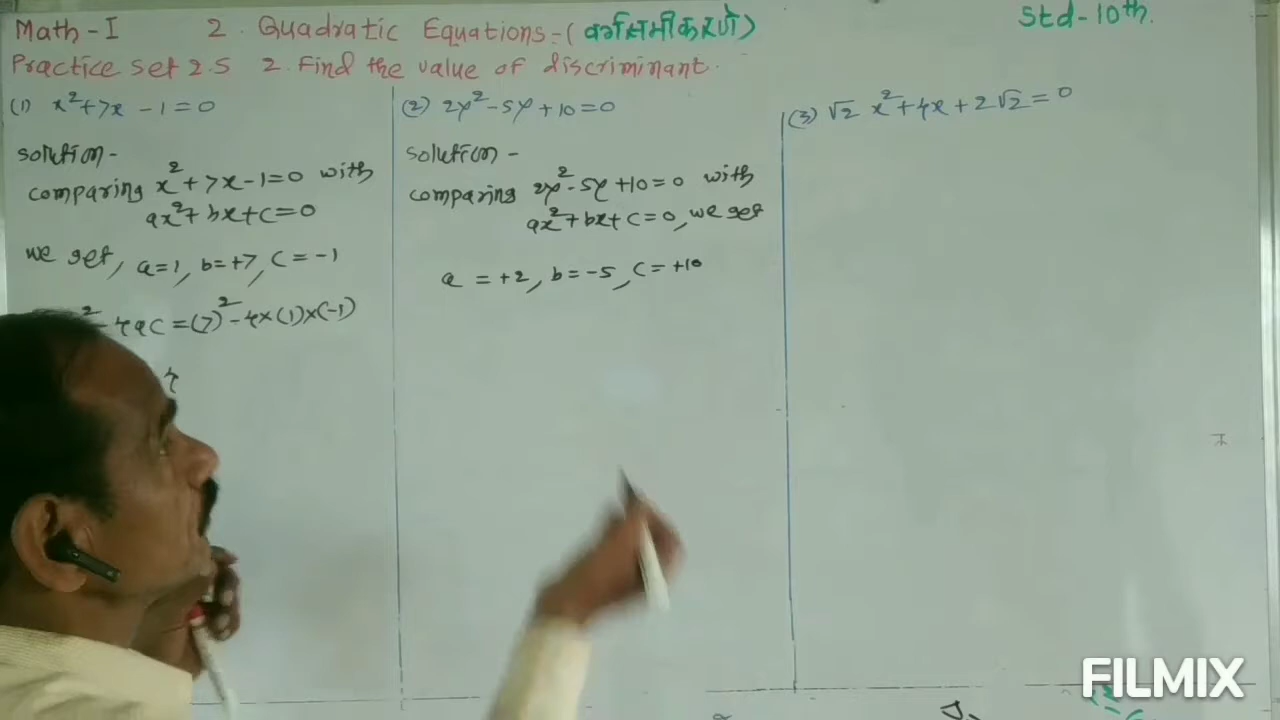 Math-I 2. Quadratic Equations-(वर्गसमीकरणे) Std-10th.
Practice set 2.5 2. Find the value of discriminant.
(1) x²+7x-1=0
solution-
comparing x²+7x-1=0 with
ax²+bx+c=0
we get, a=1, b=+7, c=-1
²-4ac=(7)²-4×(1)×(-1)
4
(2) 2y²-5y+10=0
solution-
comparing 2y²-5y+10=0 with
ax²+bx+c=0, we get
a=+2, b=-5, c=+10
(3) √2 x²+4x+2√2=0
FILMIX